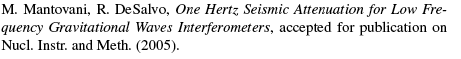 M. Mantovani, R. DeSalvo, One Hertz Seismic Attenuation for Low Fre-
quency Gravitational Waves Interferometers, accepted for publication on
Nucl. Instr. and Meth. (2005).